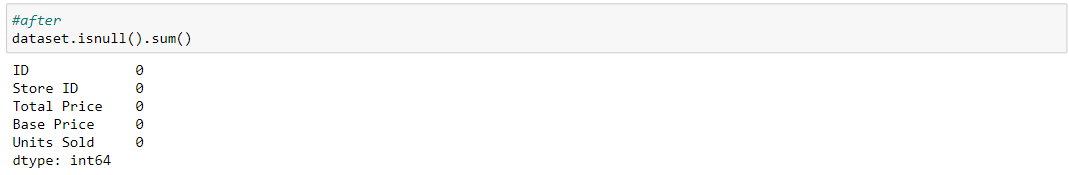 #after
dataset.isnull().sum()
ID 0
Store ID 0
Total Price 0
Base Price 0
Units Sold 0
dtype: int64